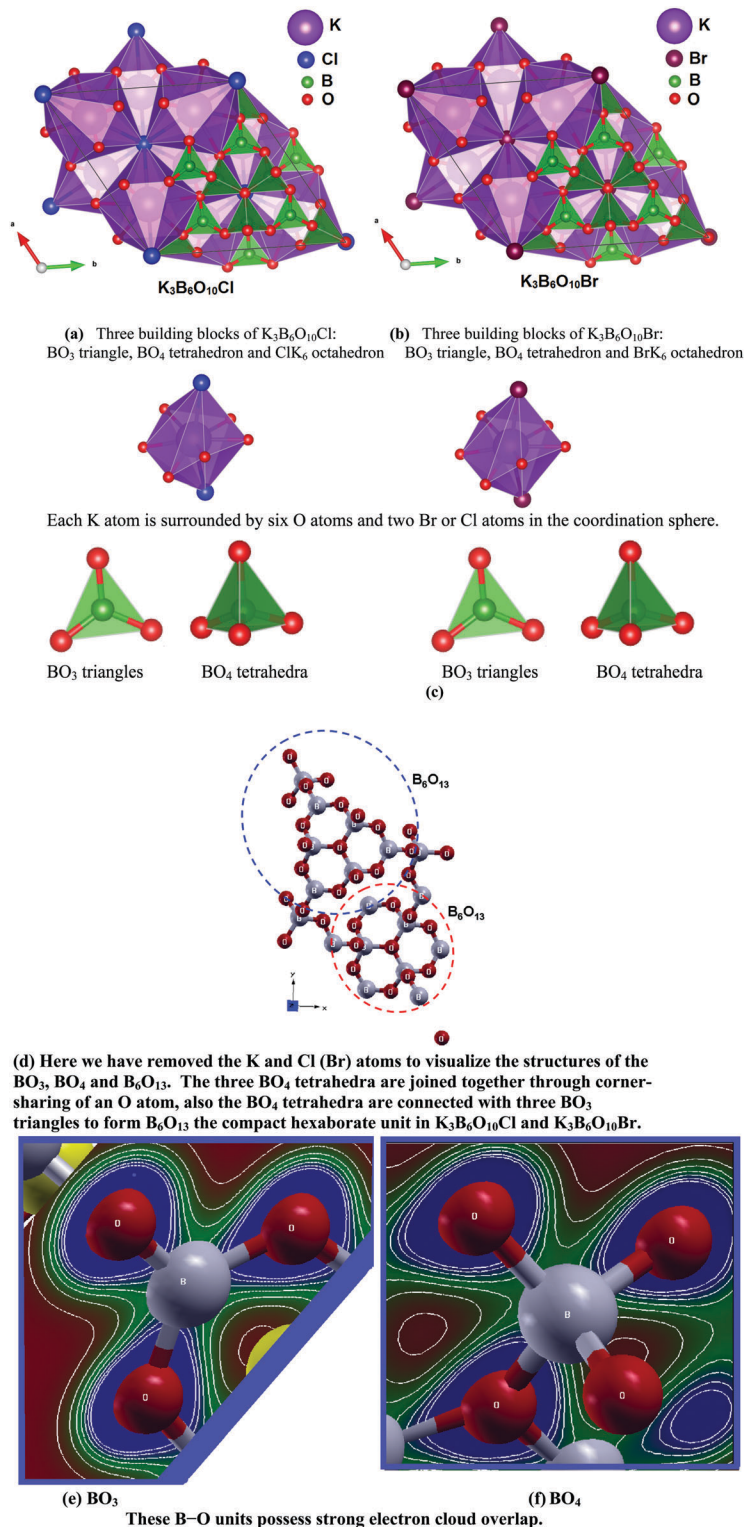 K
Cl
B
O
a
b
K₃B₆O₁₀Cl
K
Br
B
O
a
b
K₃B₆O₁₀Br
(a) Three building blocks of K₃B₆O₁₀Cl:
BO₃ triangle, BO₄ tetrahedron and ClK₆ octahedron
(b) Three building blocks of K₃B₆O₁₀Br:
BO₃ triangle, BO₄ tetrahedron and BrK₆ octahedron
Each K atom is surrounded by six O atoms and two Br or Cl atoms in the coordination sphere.
BO₃ triangles
BO₄ tetrahedra
BO₃ triangles
BO₄ tetrahedra
(c)
B₆O₁₃
B₆O₁₃
Y
X
(d) Here we have removed the K and Cl (Br) atoms to visualize the structures of the
BO₃, BO₄ and B₆O₁₃. The three BO₄ tetrahedra are joined together through corner-
sharing of an O atom, also the BO₄ tetrahedra are connected with three BO₃
triangles to form B₆O₁₃ the compact hexaborate unit in K₃B₆O₁₀Cl and K₃B₆O₁₀Br.
O
O
B
O
O
O
B
O
O
(e) BO₃
(f) BO₄
These B−O units possess strong electron cloud overlap.